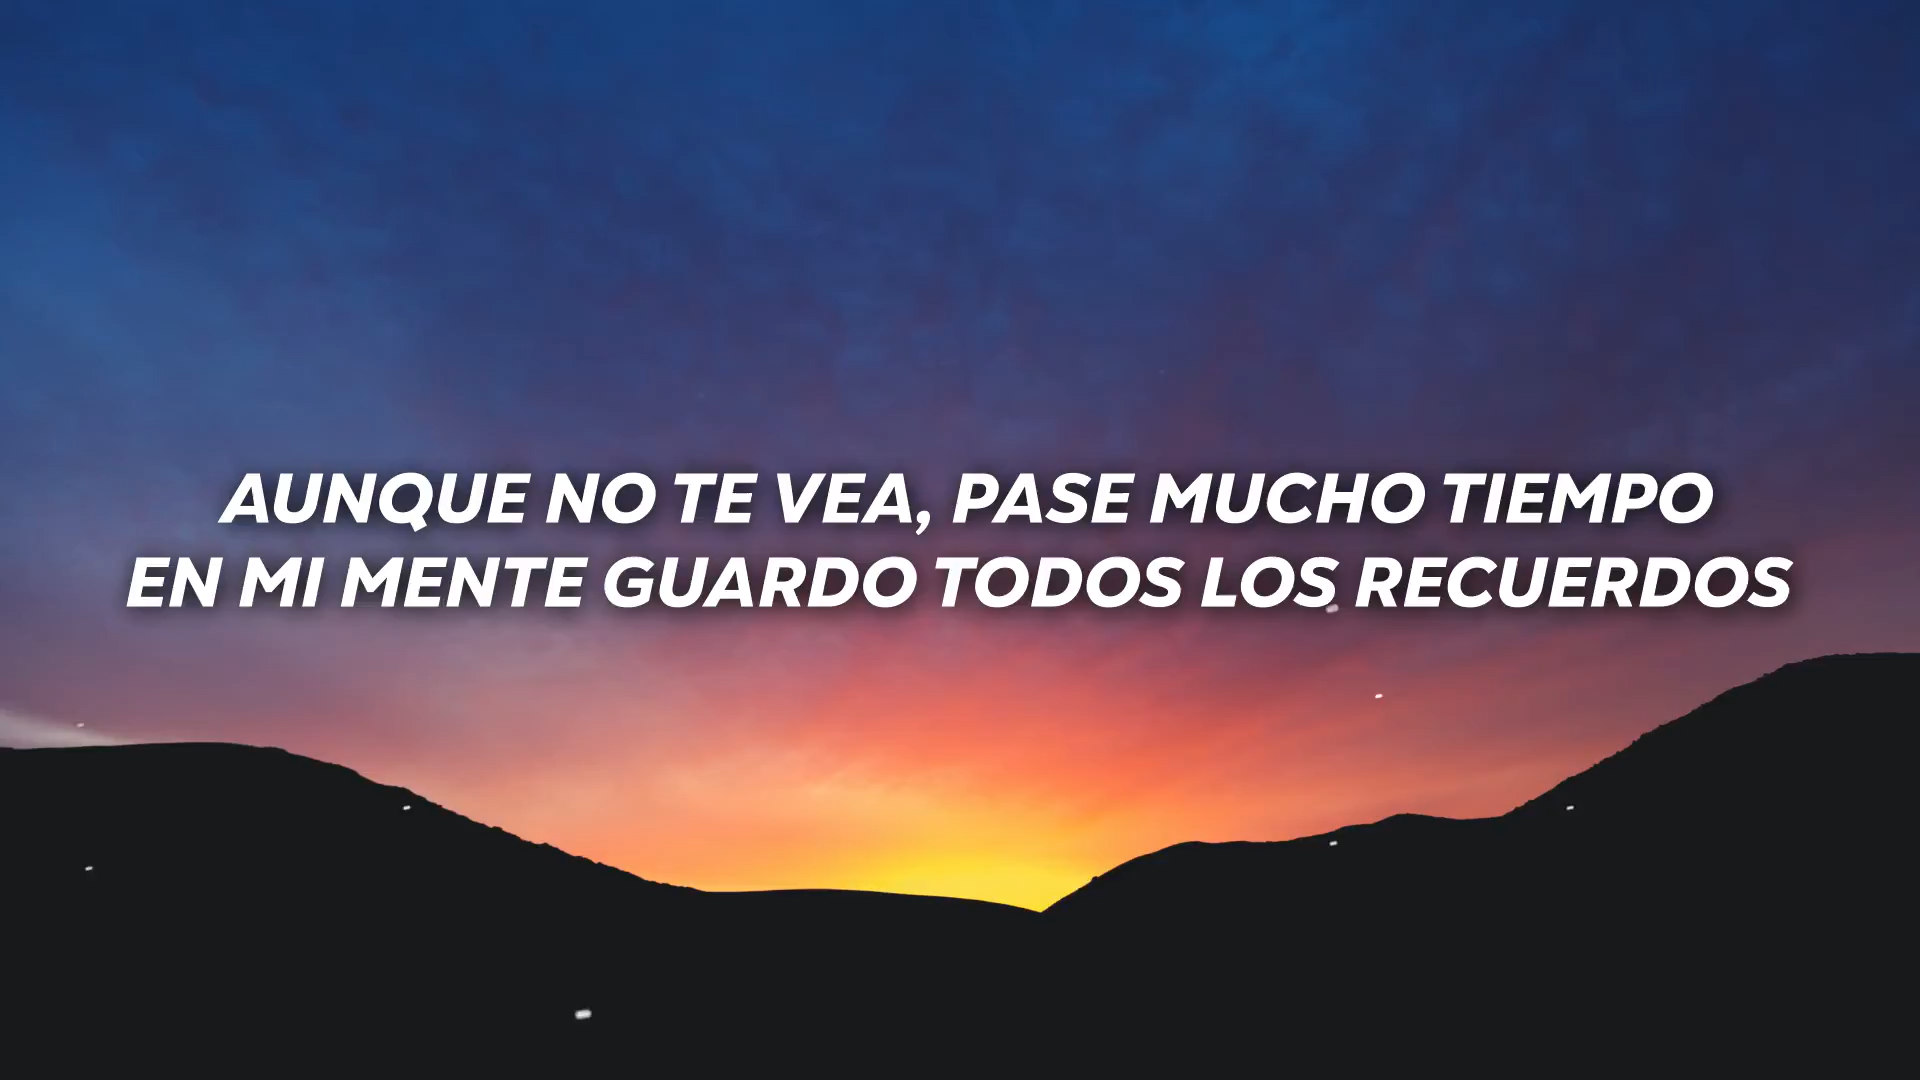 AUNQUE NO TE VEA, PASE MUCHO TIEMPO
EN MI MENTE GUARDO TODOS LOS RECUERDOS